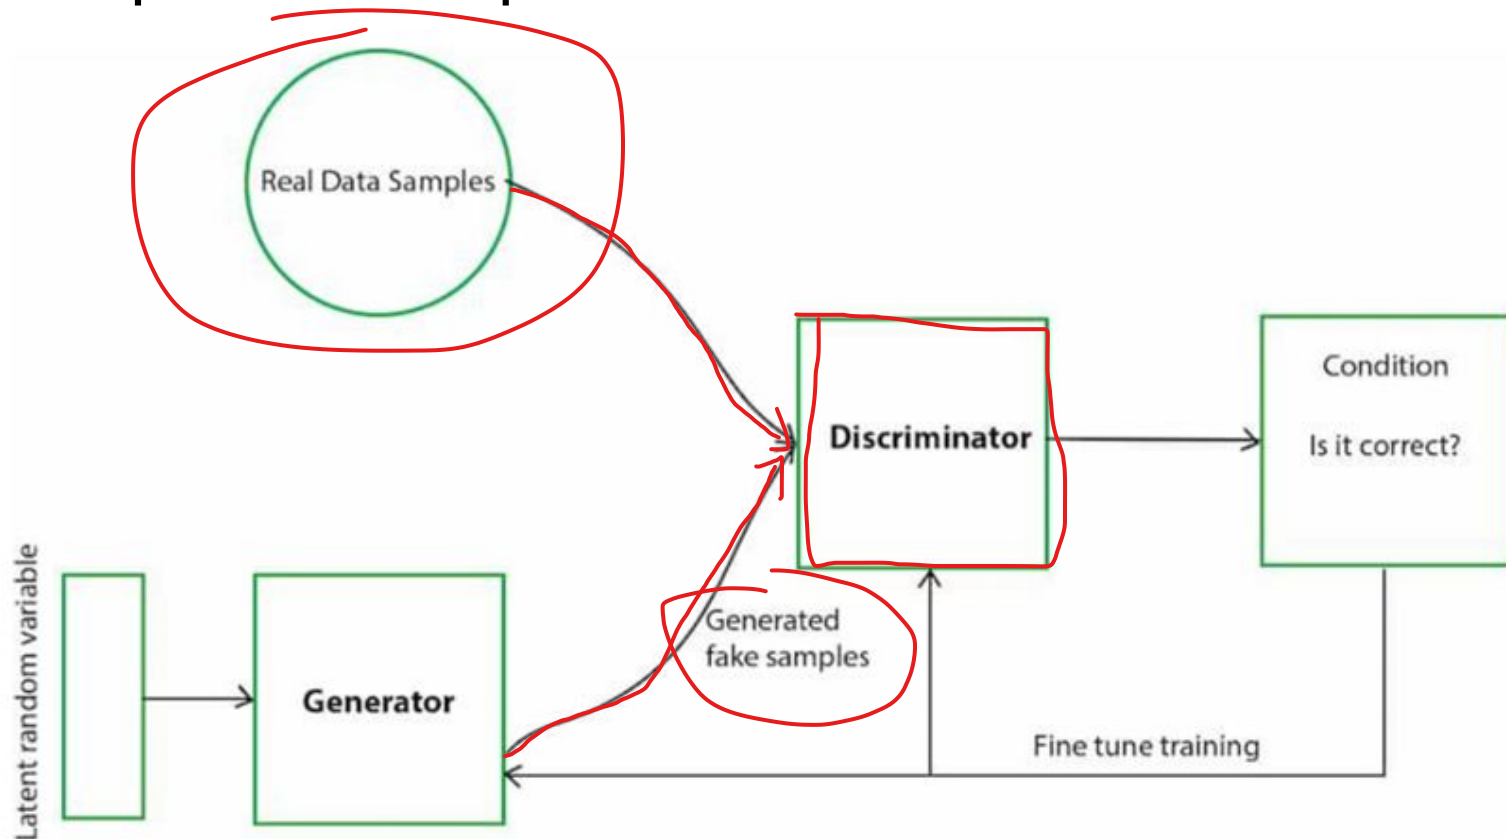 Real Data Samples
Condition
Discriminator
Is it correct?
Generated
fake samples
Latent random variable
Generator
Fine tune training